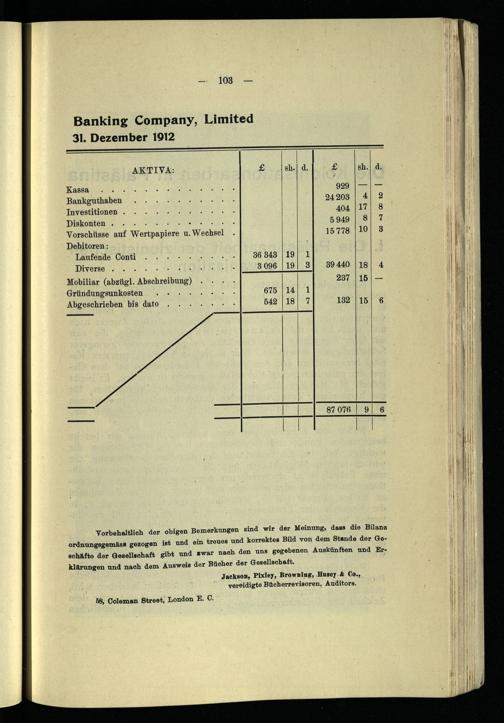 — 103 —
Banking Company, Limited
31. Dezember 1912
AKTIVA: £ sh. d. £ sh. d.
Kassa . . . . . . . . . . . . . 929 — —
Bankguthaben . . . . . . . . . . . 24 203 4 2
Investitionen . . . . . . . . . . . 404 17 8
Diskonten . . . . . . . . . . . . 5 949 8 7
Vorschüsse auf Wertpapiere u. Wechsel . 15 778 10 3
Debitoren:
Laufende Conti . . . . . . . . . 36 343 19 1
Diverse . . . . . . . . . . . . 3 096 19 3 39 440 18 4
Mobiliar (abzügl. Abschreibung) . . . . 237 15 —
Gründungsunkosten . . . . . . . . 675 14 1
Abgeschrieben bis dato . . . . . . . 542 18 7 132 15 6
87 076 9 6
Vorbehaltlich der obigen Bemerkungen sind wir der Meinung, dass die Bilanz
ordnungsgemäss gezogen ist und ein treues und korrektes Bild von dem Stande der Ge-
schäfte der Gesellschaft gibt und zwar nach den uns gegebenen Auskünften und Er-
klärungen und nach dem Ausweis der Bücher der Gesellschaft.
Jackson, Pixley, Browning, Husey & Co.,
vereidigte Bücherrevisoren, Auditors.
58, Coleman Street, London E. C.